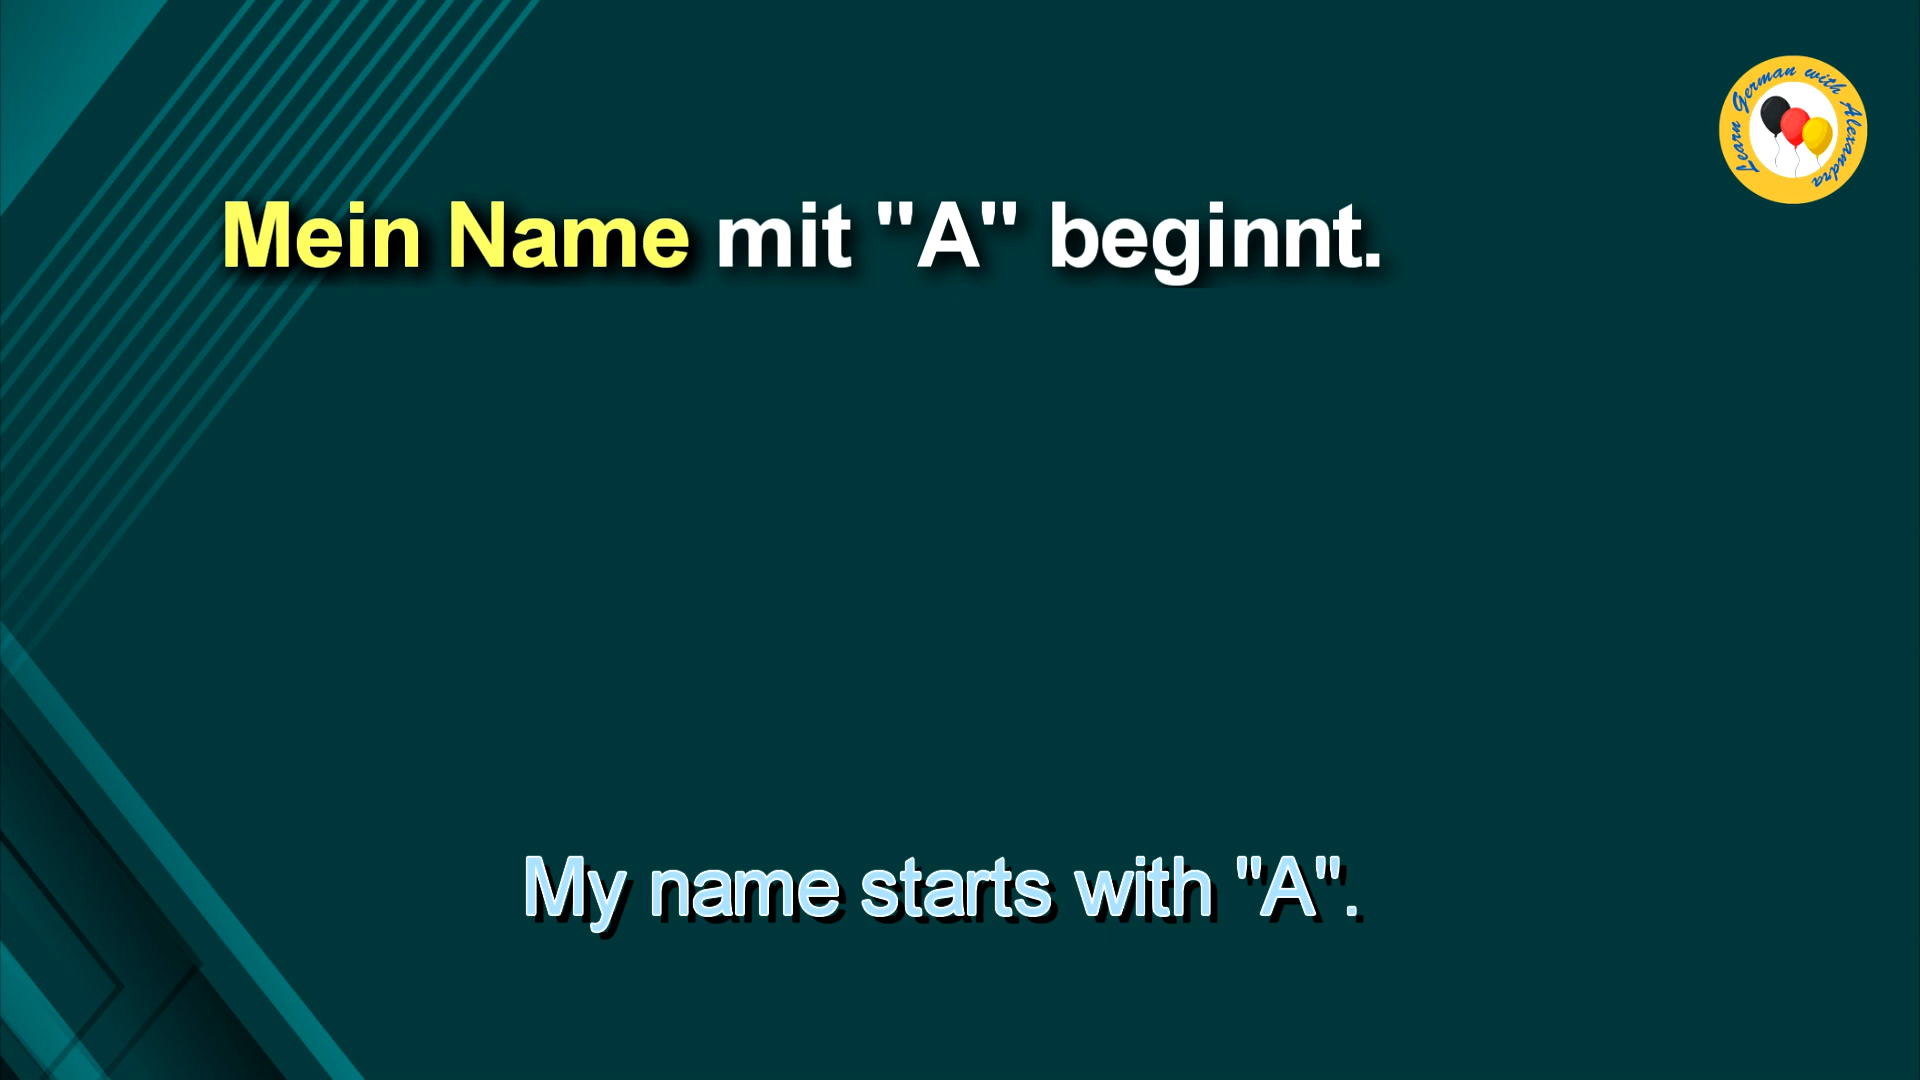 Learn German with Alexandra
Mein Name mit "A" beginnt.
My name starts with "A".